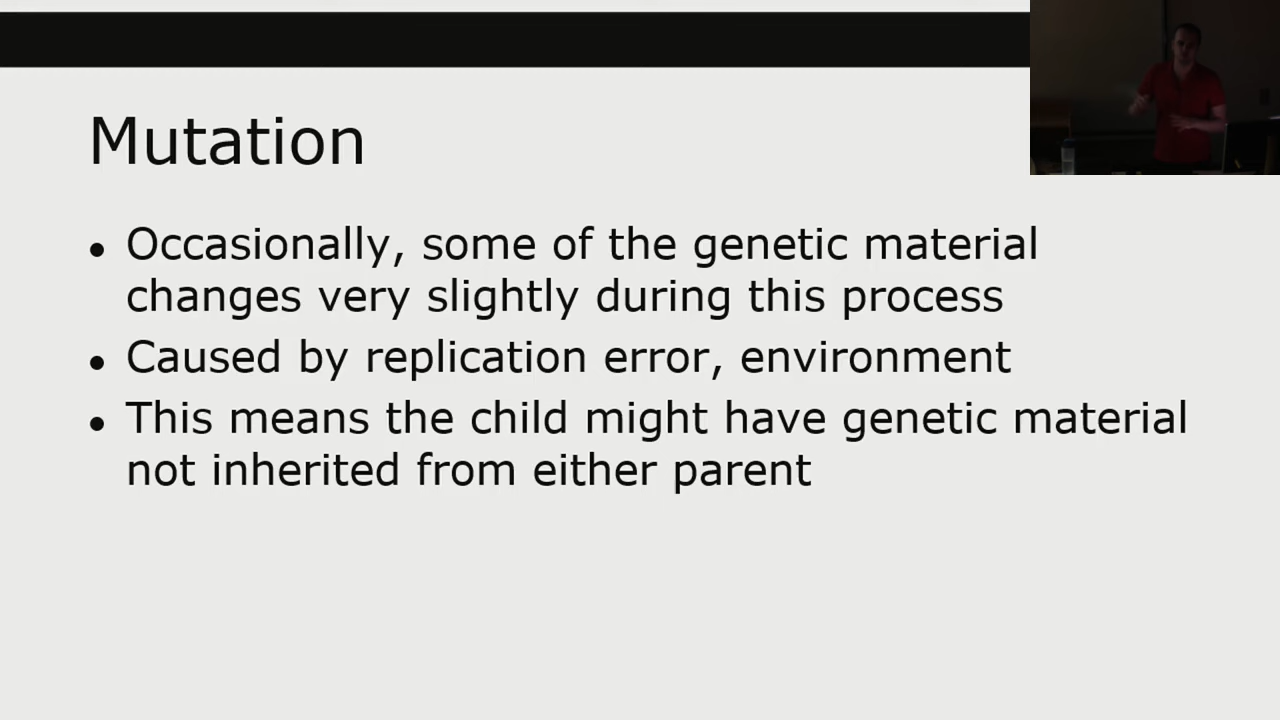 Mutation
• Occasionally, some of the genetic material
changes very slightly during this process
• Caused by replication error, environment
• This means the child might have genetic material
not inherited from either parent